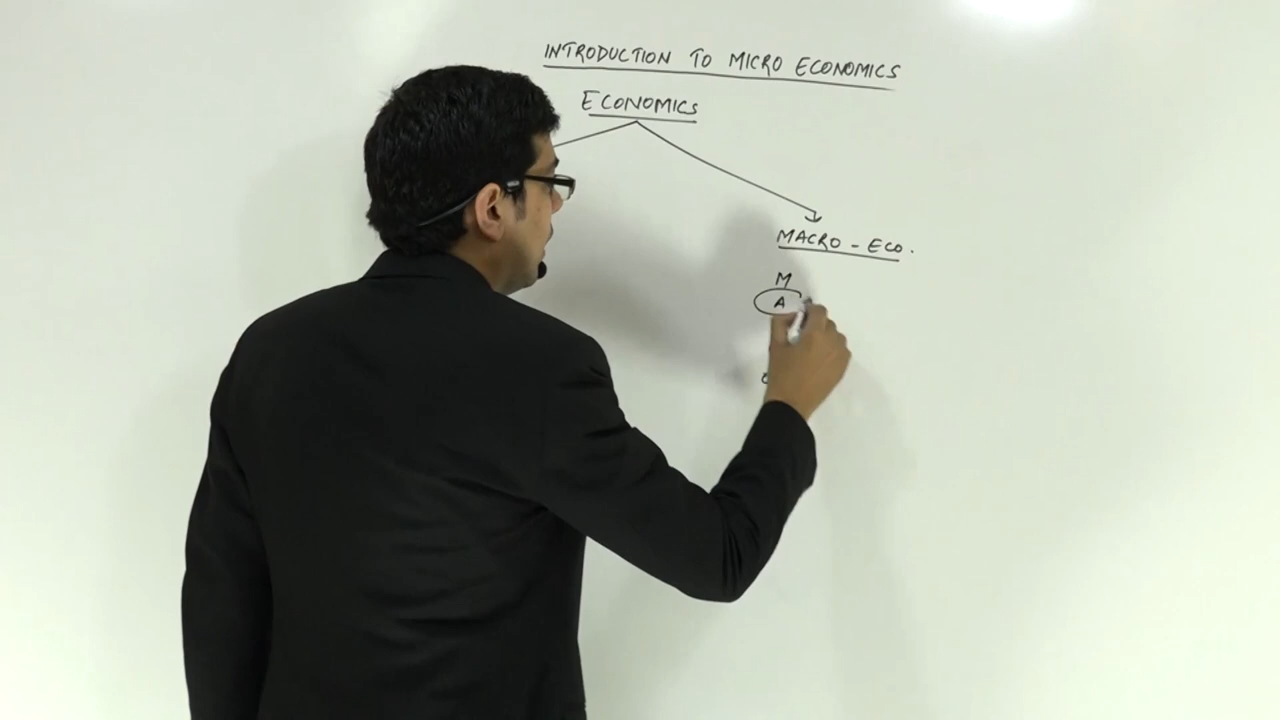 INTRODUCTION TO MICRO ECONOMICS
ECONOMICS
MACRO - ECO.
M
A